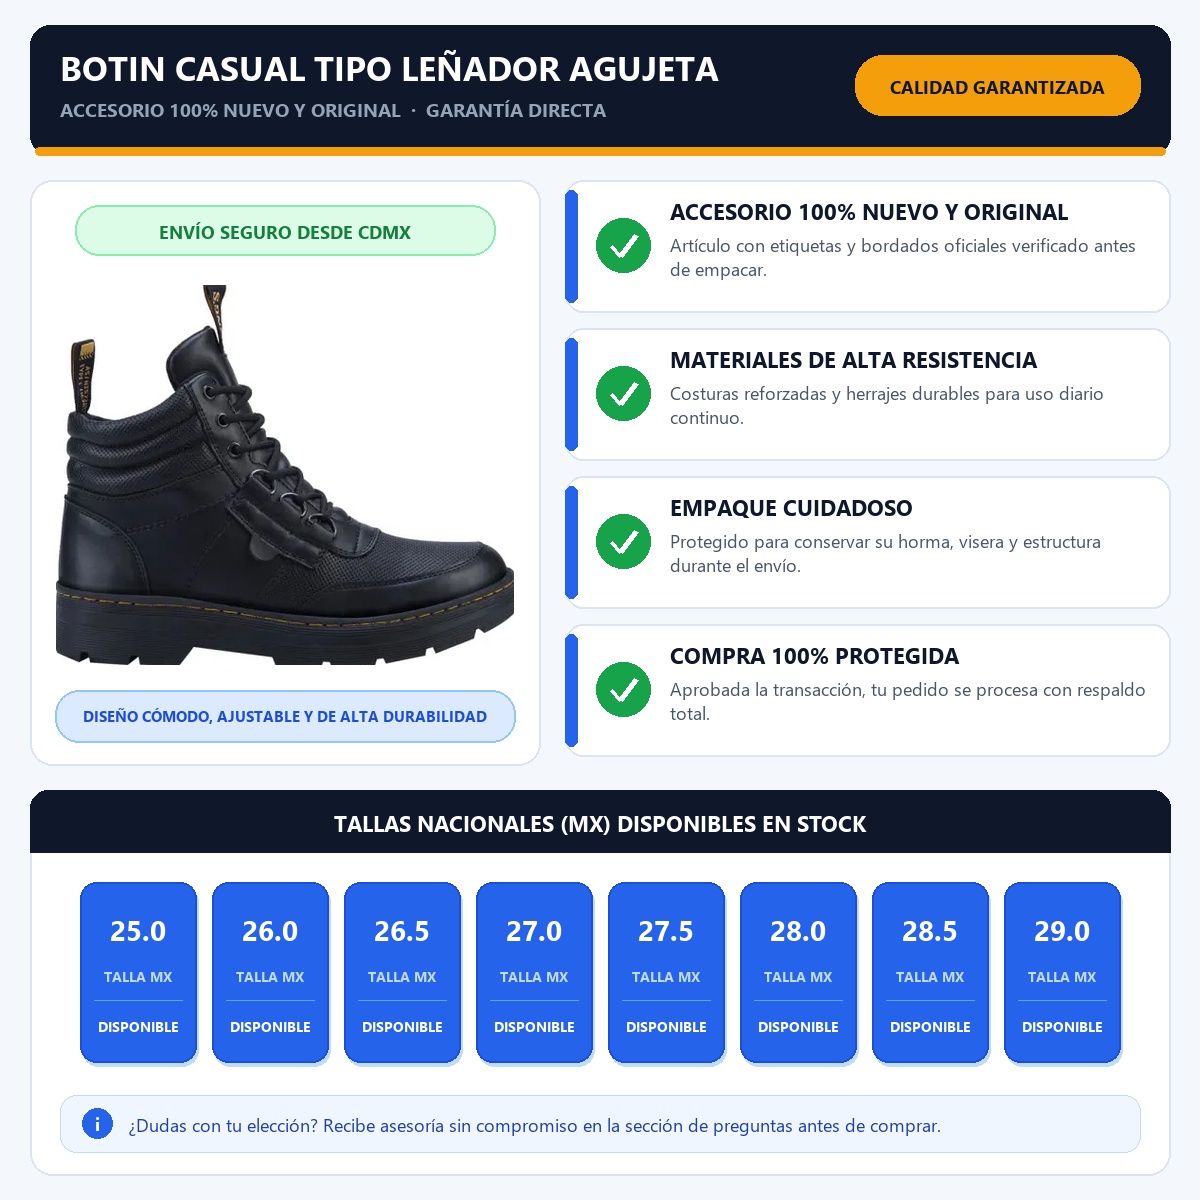 BOTIN CASUAL TIPO LEÑADOR AGUJETA
ACCESORIO 100% NUEVO Y ORIGINAL · GARANTÍA DIRECTA
CALIDAD GARANTIZADA
ENVÍO SEGURO DESDE CDMX
DISEÑO CÓMODO, AJUSTABLE Y DE ALTA DURABILIDAD
ACCESORIO 100% NUEVO Y ORIGINAL
Artículo con etiquetas y bordados oficiales verificado antes
de empacar.
MATERIALES DE ALTA RESISTENCIA
Costuras reforzadas y herrajes durables para uso diario
continuo.
EMPAQUE CUIDADOSO
Protegido para conservar su horma, visera y estructura
durante el envío.
COMPRA 100% PROTEGIDA
Aprobada la transacción, tu pedido se procesa con respaldo
total.
TALLAS NACIONALES (MX) DISPONIBLES EN STOCK
25.0 26.0 26.5 27.0 27.5 28.0 28.5 29.0
TALLA MX TALLA MX TALLA MX TALLA MX TALLA MX TALLA MX TALLA MX TALLA MX
DISPONIBLE DISPONIBLE DISPONIBLE DISPONIBLE DISPONIBLE DISPONIBLE DISPONIBLE DISPONIBLE
¿Dudas con tu elección? Recibe asesoría sin compromiso en la sección de preguntas antes de comprar.